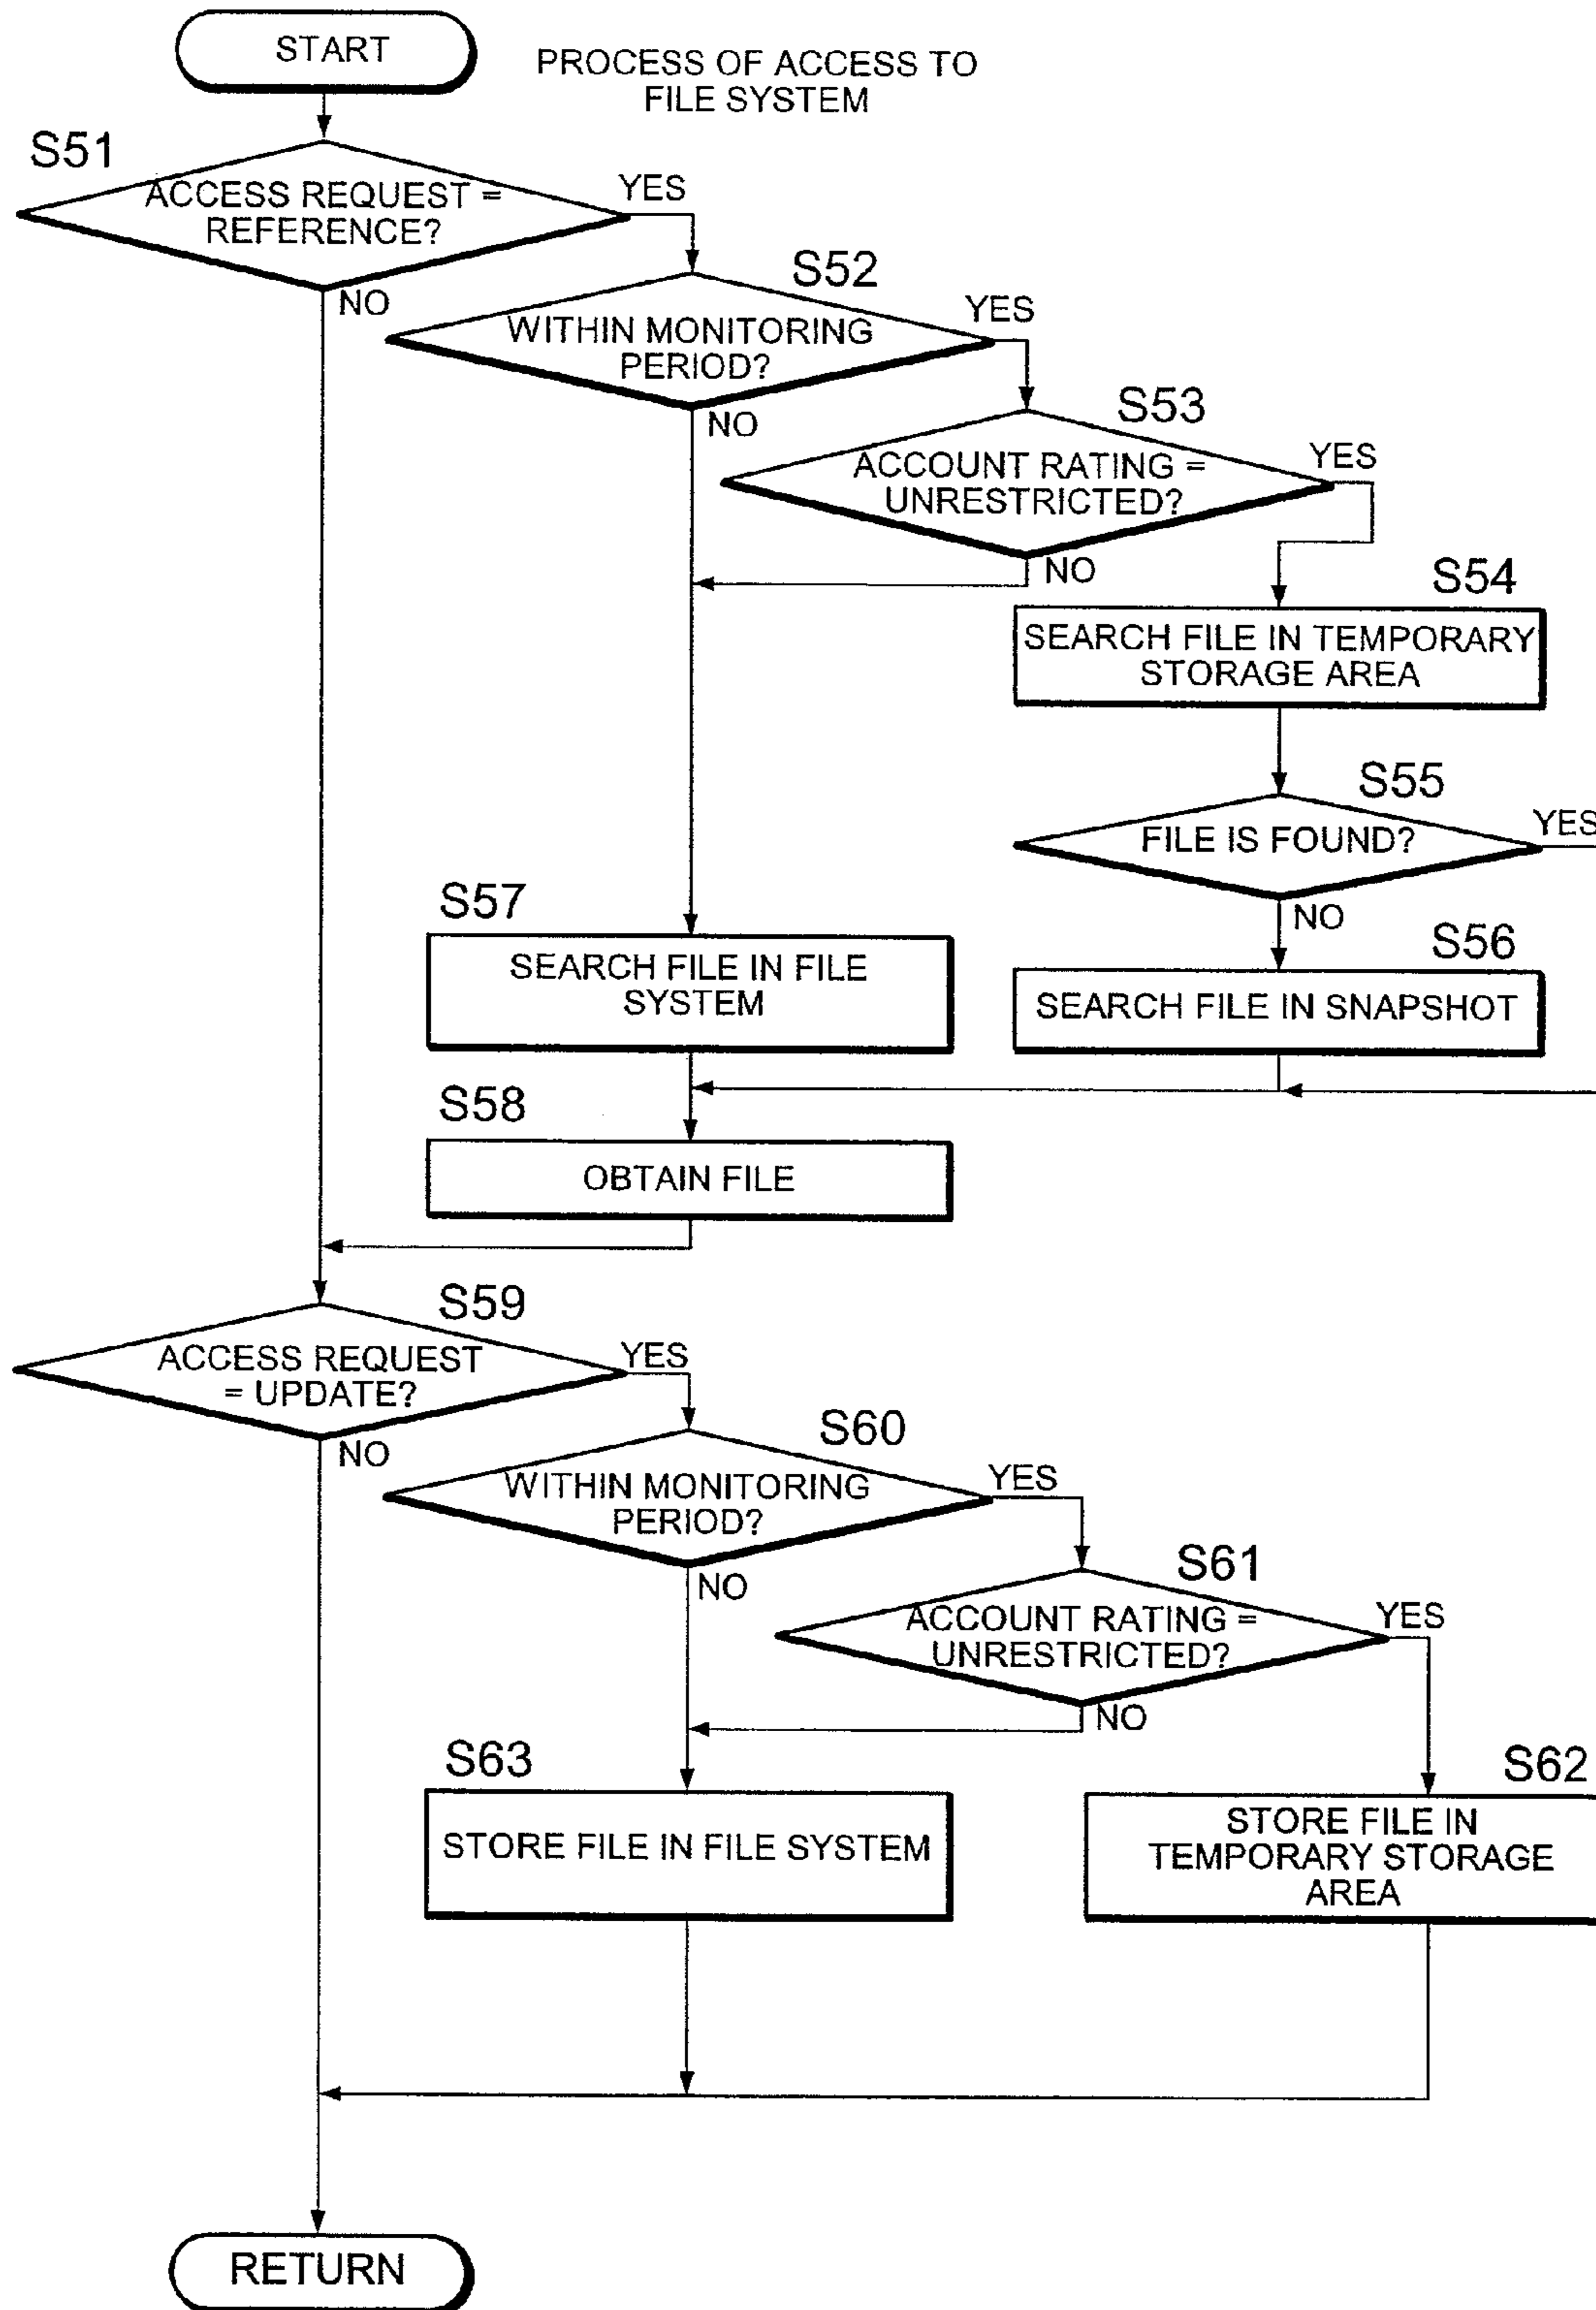 START
PROCESS OF ACCESS TO
FILE SYSTEM
S51
ACCESS REQUEST =
REFERENCE?
YES
NO
S52
WITHIN MONITORING
PERIOD?
YES
NO
S53
ACCOUNT RATING =
UNRESTRICTED?
YES
NO
S54
SEARCH FILE IN TEMPORARY
STORAGE AREA
S55
FILE IS FOUND?
YES
NO
S57
SEARCH FILE IN FILE
SYSTEM
S56
SEARCH FILE IN SNAPSHOT
S58
OBTAIN FILE
S59
ACCESS REQUEST
= UPDATE?
YES
NO
S60
WITHIN MONITORING
PERIOD?
YES
NO
S61
ACCOUNT RATING =
UNRESTRICTED?
YES
NO
S63
STORE FILE IN FILE SYSTEM
S62
STORE FILE IN
TEMPORARY STORAGE
AREA
RETURN